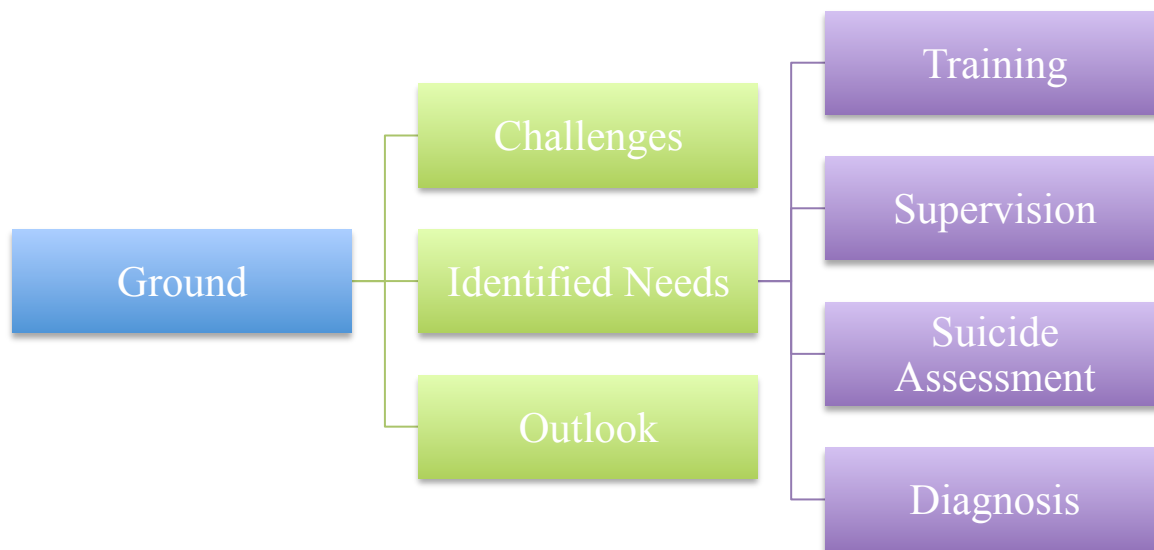 Ground
Challenges
Identified Needs
Outlook
Training
Supervision
Suicide
Assessment
Diagnosis